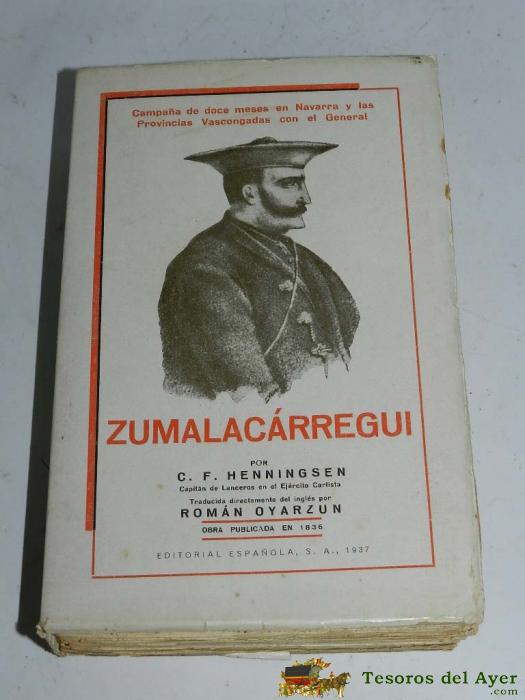 Campaña de doce meses en Navarra y las
Provincias Vascongadas con el General
ZUMALACÁRREGUI
POR
C. F. HENNINGSEN
Capitán de Lanceros en el Ejército Carlista
Traducida directamente del inglés por
ROMÁN OYARZUN
OBRA PUBLICADA EN 1836
EDITORIAL ESPAÑOLA, S. A., 1937
Tesoros del Ayer
.com